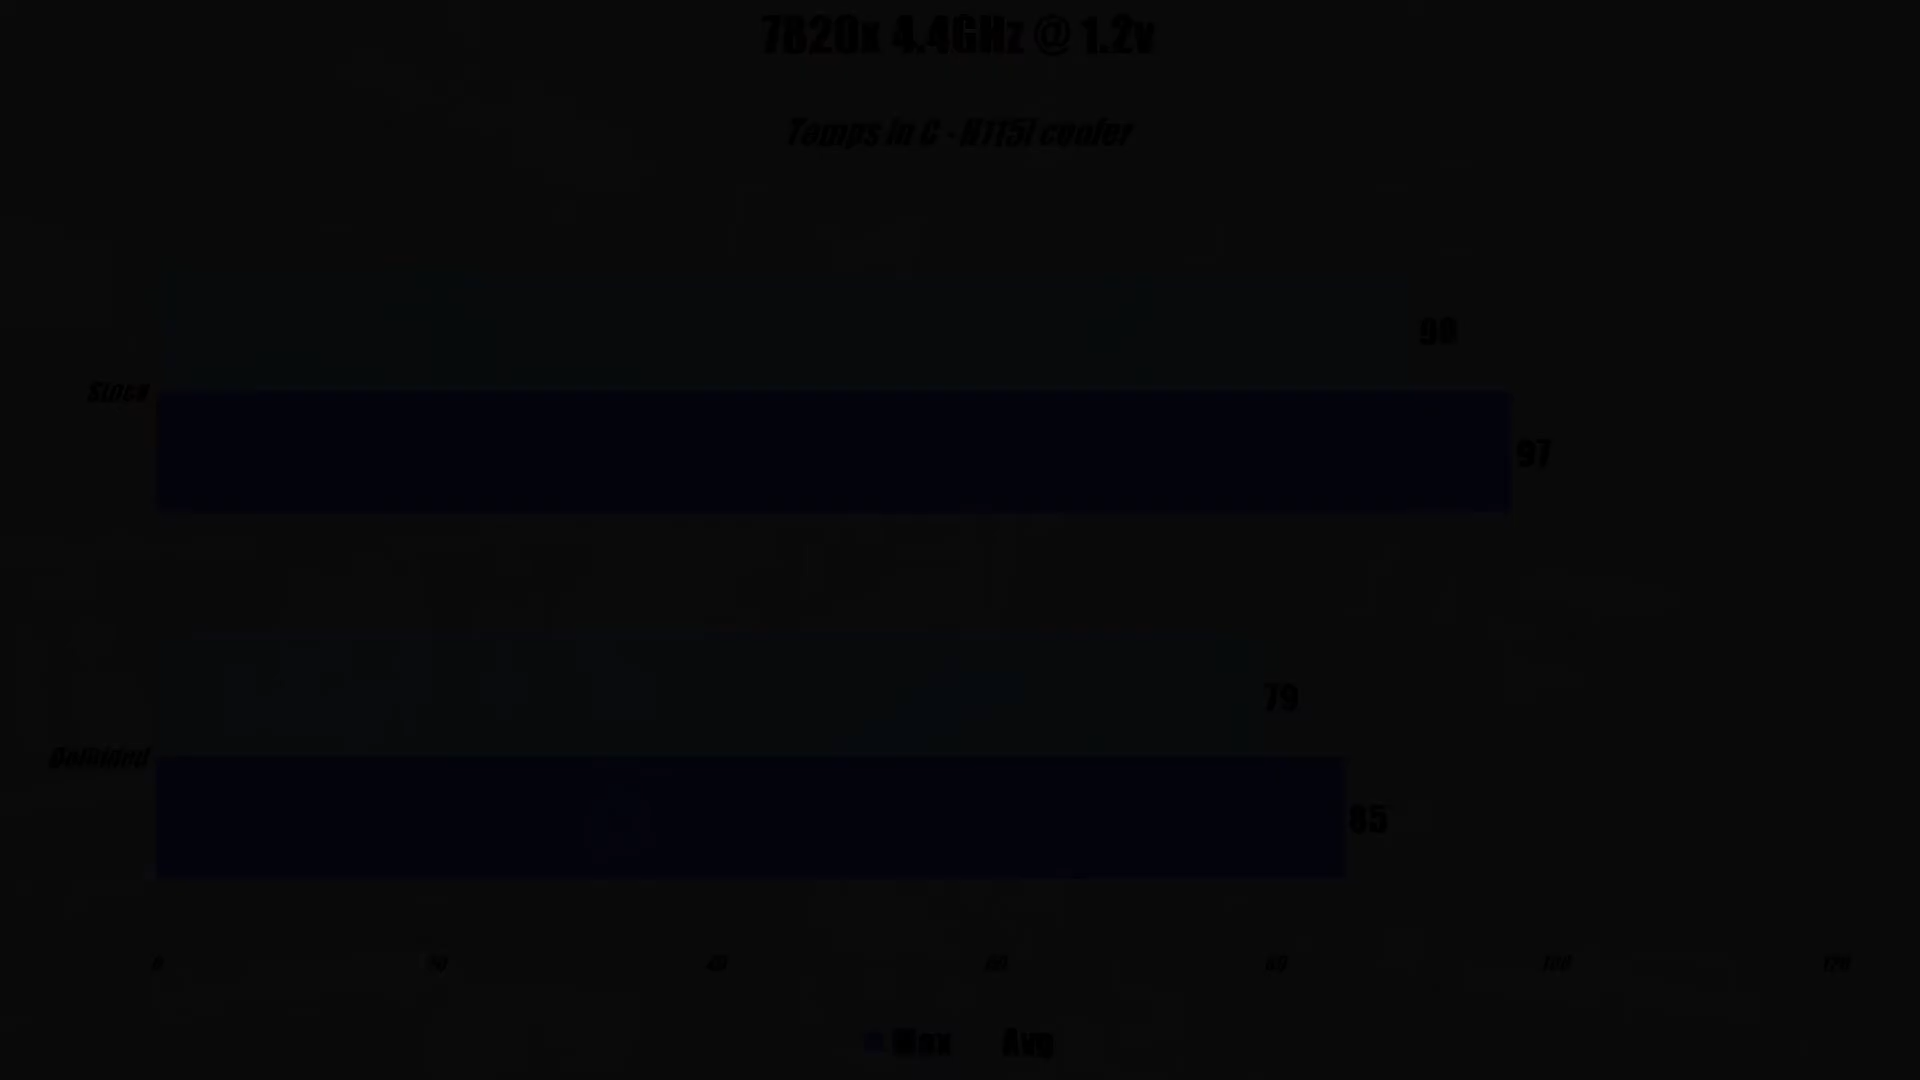 7820x 4.4GHz @ 1.2v
Temps in C - H115i cooler
90
Stock
97
79
Delidded
85
0 20 40 60 80 100 120
Max Avg